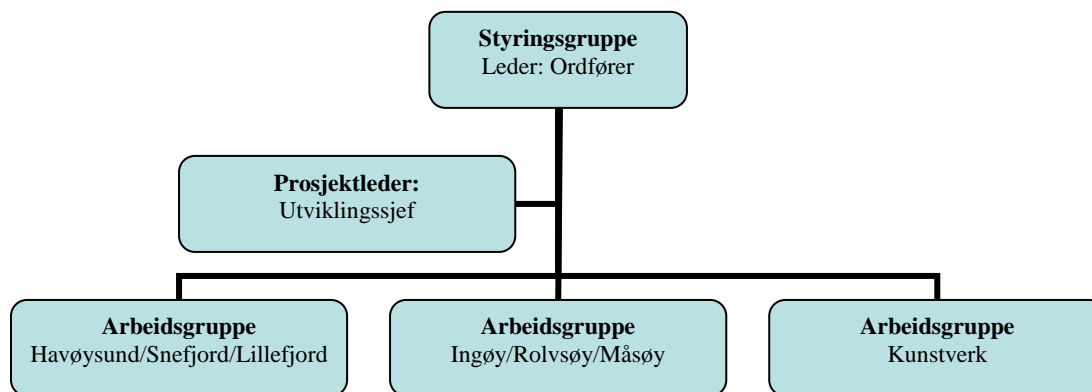 Styringsgruppe
Leder: Ordfører
Prosjektleder:
Utviklingssjef
Arbeidsgruppe
Havøysund/Snefjord/Lillefjord
Arbeidsgruppe
Ingøy/Rolvsøy/Måsøy
Arbeidsgruppe
Kunstverk